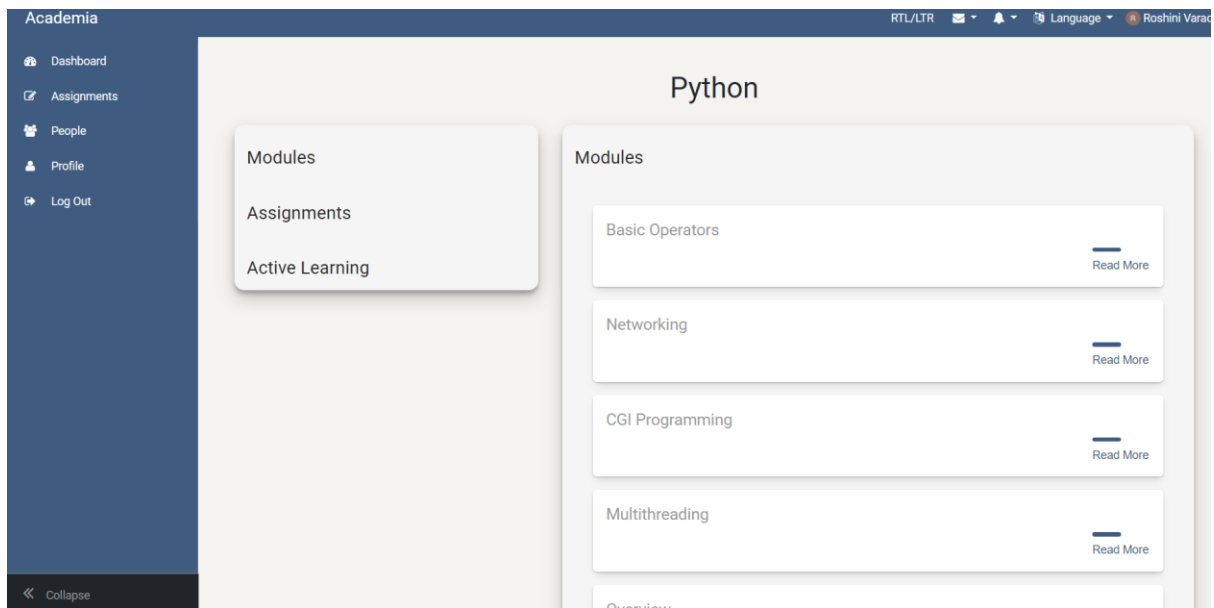 Academia
RTL/LTR Language Roshini Varad
Dashboard
Assignments
People
Profile
Log Out
Collapse
Python
Modules
Assignments
Active Learning
Modules
Basic Operators
Read More
Networking
Read More
CGI Programming
Read More
Multithreading
Read More
Overview